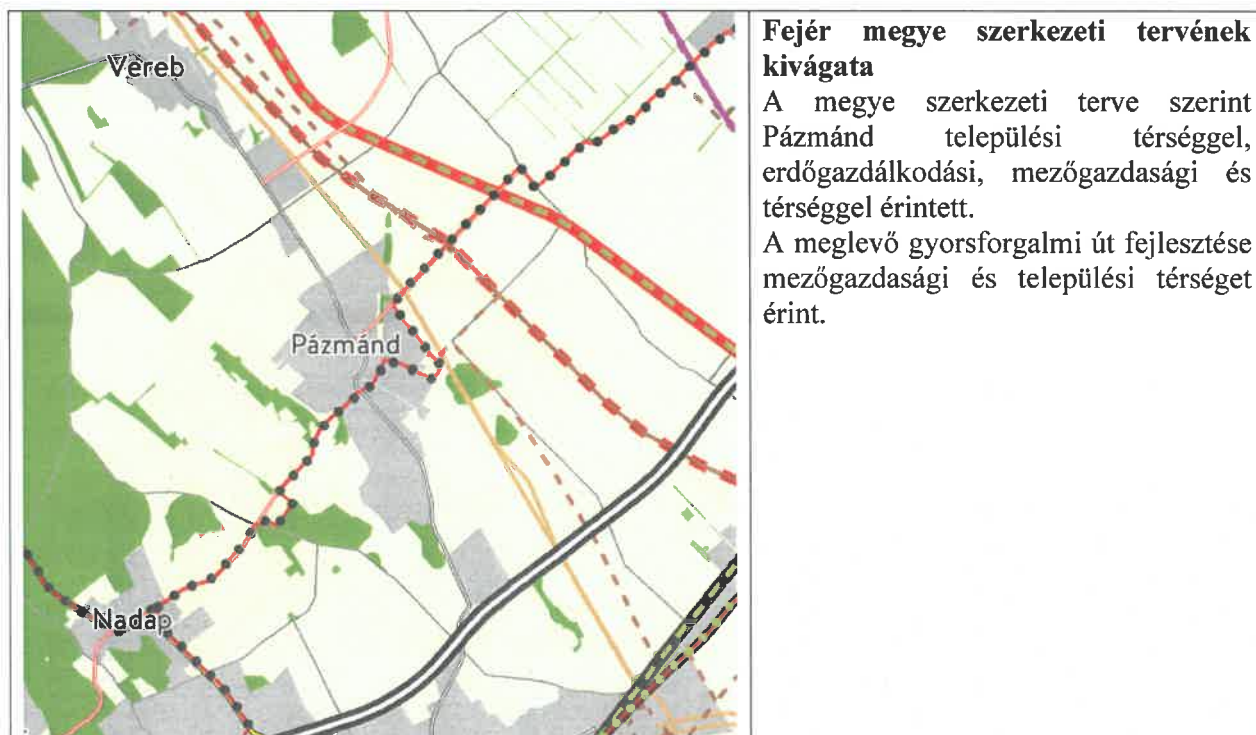 Vereb
Pázmánd
Nadap
Fejér megye szerkezeti tervének
kivágata
A megye szerkezeti terve szerint
Pázmánd települési térséggel,
erdőgazdálkodási, mezőgazdasági és
térséggel érintett.
A meglevő gyorsforgalmi út fejlesztése
mezőgazdasági és települési térséget
érint.